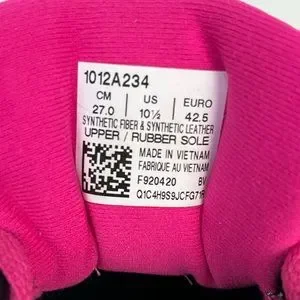 1012A234
CM US EURO
27.0 10½ 42.5
SYNTHETIC FIBER & SYNTHETIC LEATHER
UPPER / RUBBER SOLE
MADE IN VIETNAM
FABRIQUE AU VIETNAM
F920420 BV